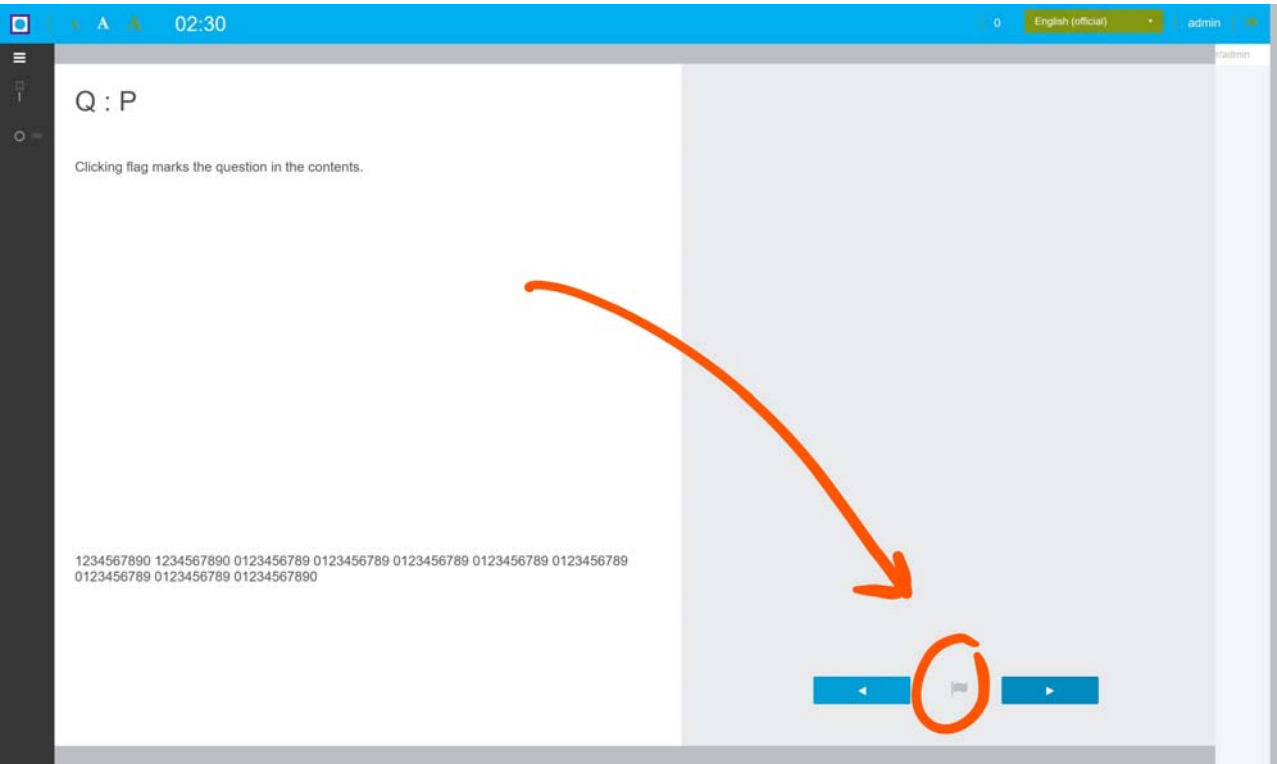 A A A 02:30 0 English (official) admin
r/admin
Q : P
Clicking flag marks the question in the contents.
1234567890 1234567890 0123456789 0123456789 0123456789 0123456789 0123456789
0123456789 0123456789 01234567890